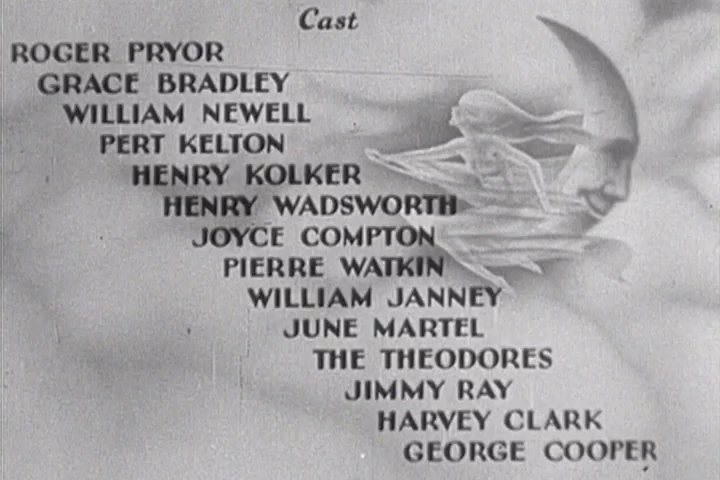 Cast
ROGER PRYOR
GRACE BRADLEY
WILLIAM NEWELL
PERT KELTON
HENRY KOLKER
HENRY WADSWORTH
JOYCE COMPTON
PIERRE WATKIN
WILLIAM JANNEY
JUNE MARTEL
THE THEODORES
JIMMY RAY
HARVEY CLARK
GEORGE COOPER